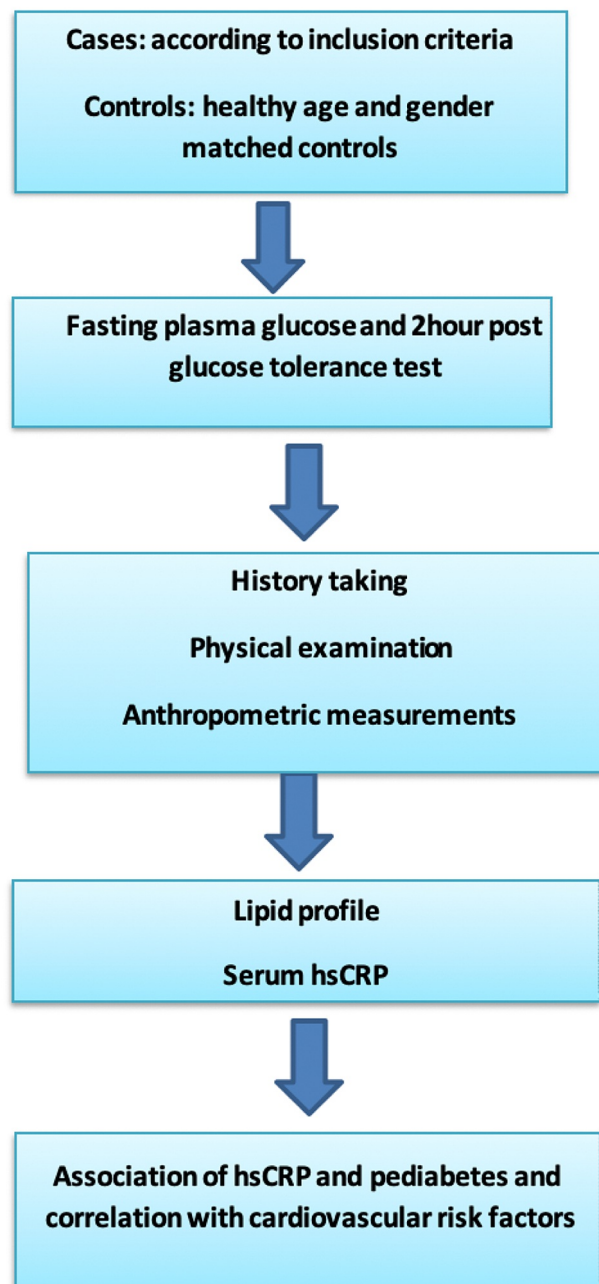 Cases: according to inclusion criteria
Controls: healthy age and gender
matched controls
Fasting plasma glucose and 2hour post
glucose tolerance test
History taking
Physical examination
Anthropometric measurements
Lipid profile
Serum hsCRP
Association of hsCRP and pediabetes and
correlation with cardiovascular risk factors